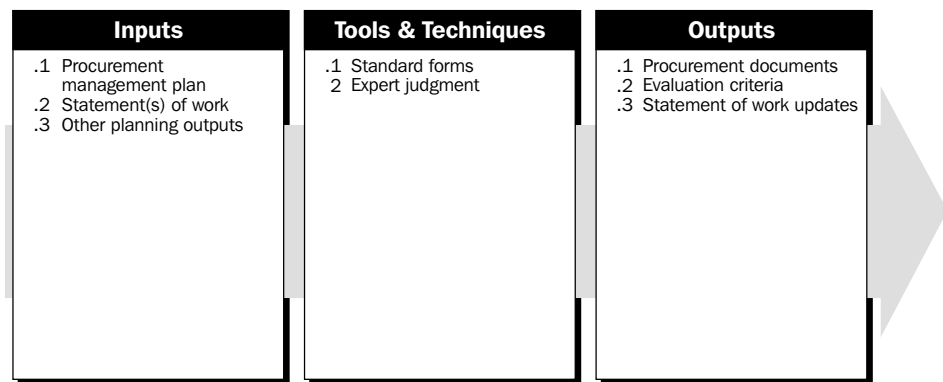 Inputs
.1 Procurement
management plan
.2 Statement(s) of work
.3 Other planning outputs
Tools & Techniques
.1 Standard forms
2 Expert judgment
Outputs
.1 Procurement documents
.2 Evaluation criteria
.3 Statement of work updates